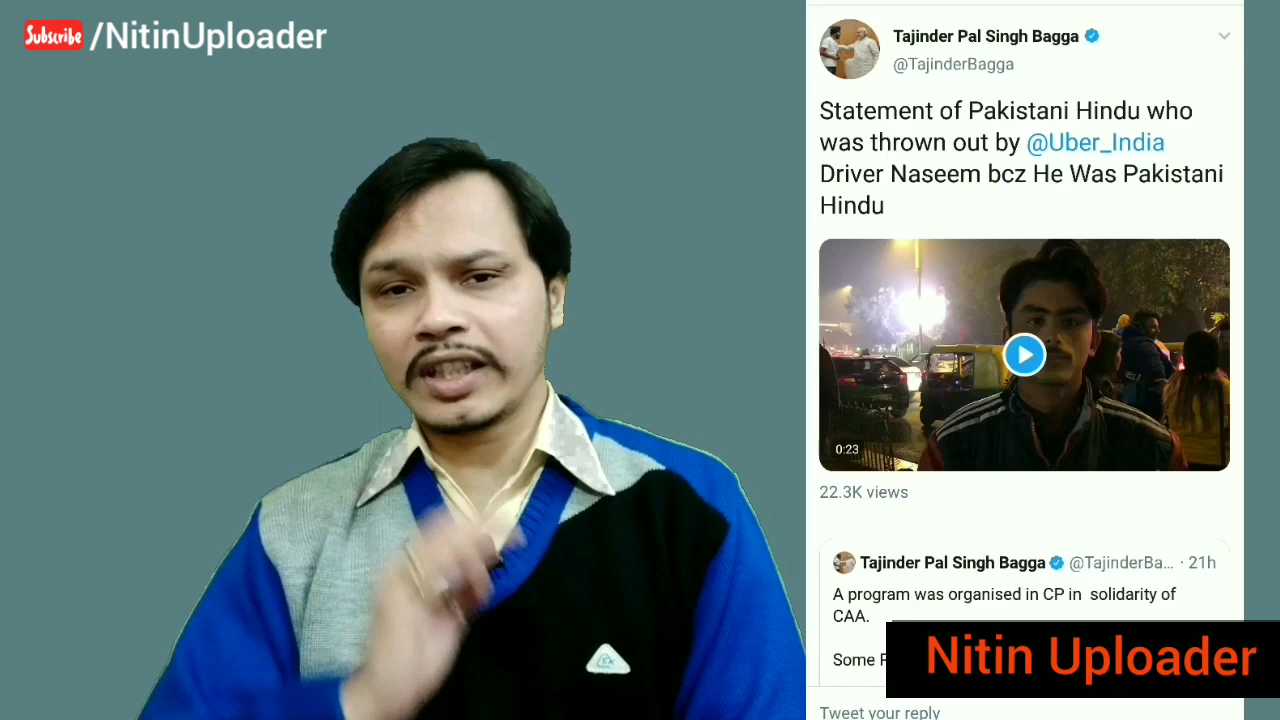 Subscribe /NitinUploader
Tajinder Pal Singh Bagga
@TajinderBagga
Statement of Pakistani Hindu who
was thrown out by @Uber_India
Driver Naseem bcz He Was Pakistani
Hindu
0:23
22.3K views
Tajinder Pal Singh Bagga @TajinderBa... · 21h
A program was organised in CP in solidarity of
CAA.
Some
Nitin Uploader
Tweet your reply